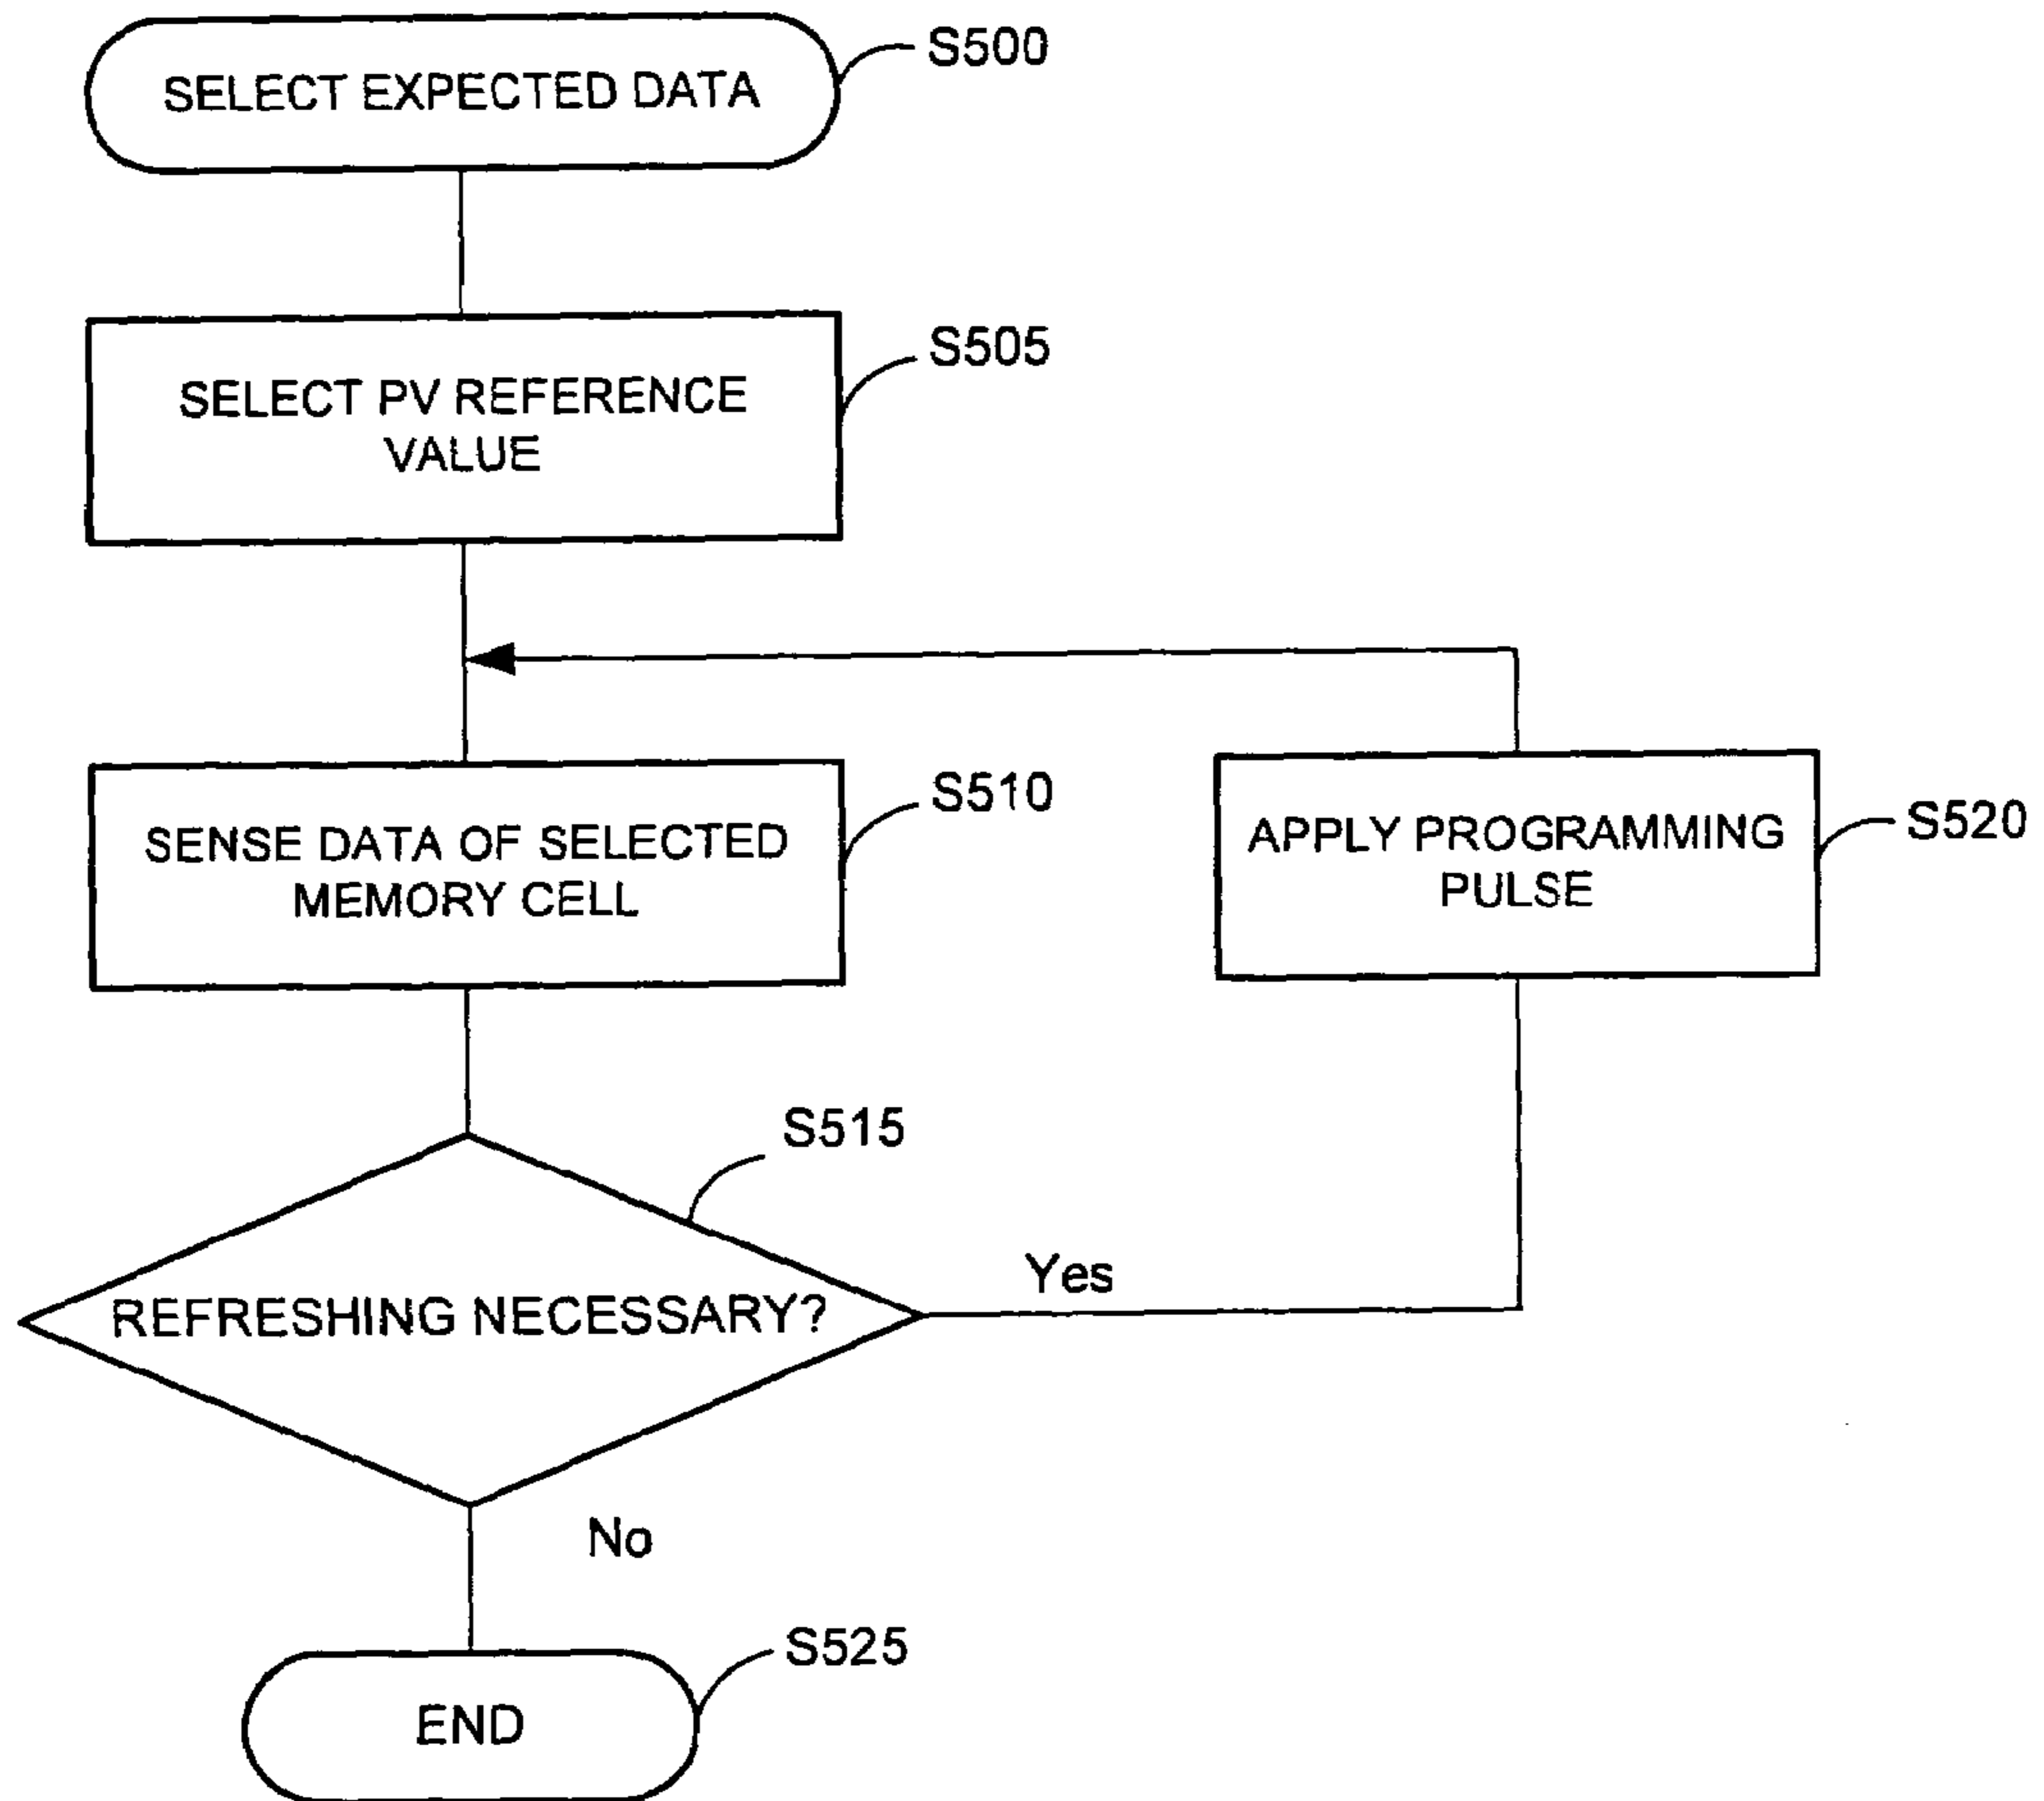 SELECT EXPECTED DATA
S500
SELECT PV REFERENCE
VALUE
S505
SENSE DATA OF SELECTED
MEMORY CELL
S510
APPLY PROGRAMMING
PULSE
S520
REFRESHING NECESSARY?
S515
Yes
No
END
S525